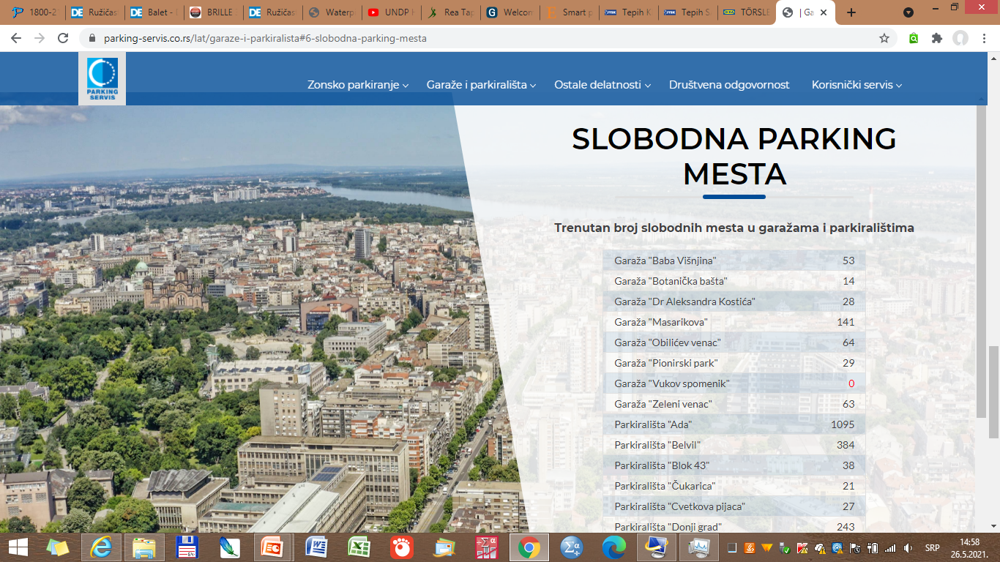 1800-2
Ružičas
Balet -
BRILLE
Ružičas
Waterp
UNDP
Rea Tap
Welcon
Smart p
Tepih K
Tepih S
TÖRSLE
| Ga
parking-servis.co.rs/lat/garaze-i-parkiralista#6-slobodna-parking-mesta
PARKING
SERVIS
Zonsko parkiranje
Garaže i parkirališta
Ostale delatnosti
Društvena odgovornost
Korisnički servis
SLOBODNA PARKING
MESTA
Trenutan broj slobodnih mesta u garažama i parkiralištima
Garaža "Baba Višnjina" 53
Garaža "Botanička bašta" 14
Garaža "Dr Aleksandra Kostića" 28
Garaža "Masarikova" 141
Garaža "Obilićev venac" 64
Garaža "Pionirski park" 29
Garaža "Vukov spomenik" 0
Garaža "Zeleni venac" 63
Parkirališta "Ada" 1095
Parkirališta "Belvil" 384
Parkirališta "Blok 43" 38
Parkirališta "Čukarica" 21
Parkirališta "Cvetkova pijaca" 27
Parkirališta "Donji grad" 243
SRP
14:58
26.5.2021.